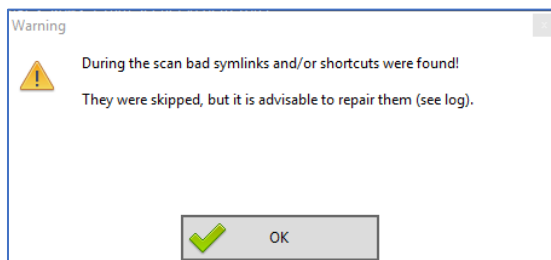 Warning
During the scan bad symlinks and/or shortcuts were found!
They were skipped, but it is advisable to repair them (see log).
OK